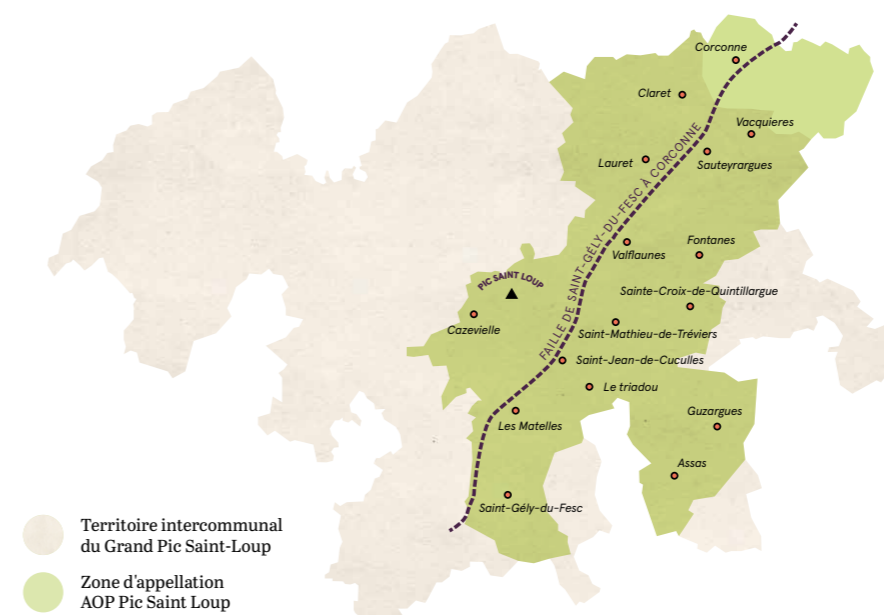 Corconne
Claret
Vacquieres
Lauret
Sauteyrargues
FAILLE DE SAINT-GÉLY-DU-FESC À CORCONNE
Valflaunes
Fontanes
PIC SAINT LOUP
Sainte-Croix-de-Quintillargue
Cazevielle
Saint-Mathieu-de-Tréviers
Saint-Jean-de-Cuculles
Le triadou
Les Matelles
Guzargues
Assas
Saint-Gély-du-Fesc
Territoire intercommunal
du Grand Pic Saint-Loup
Zone d'appellation
AOP Pic Saint Loup